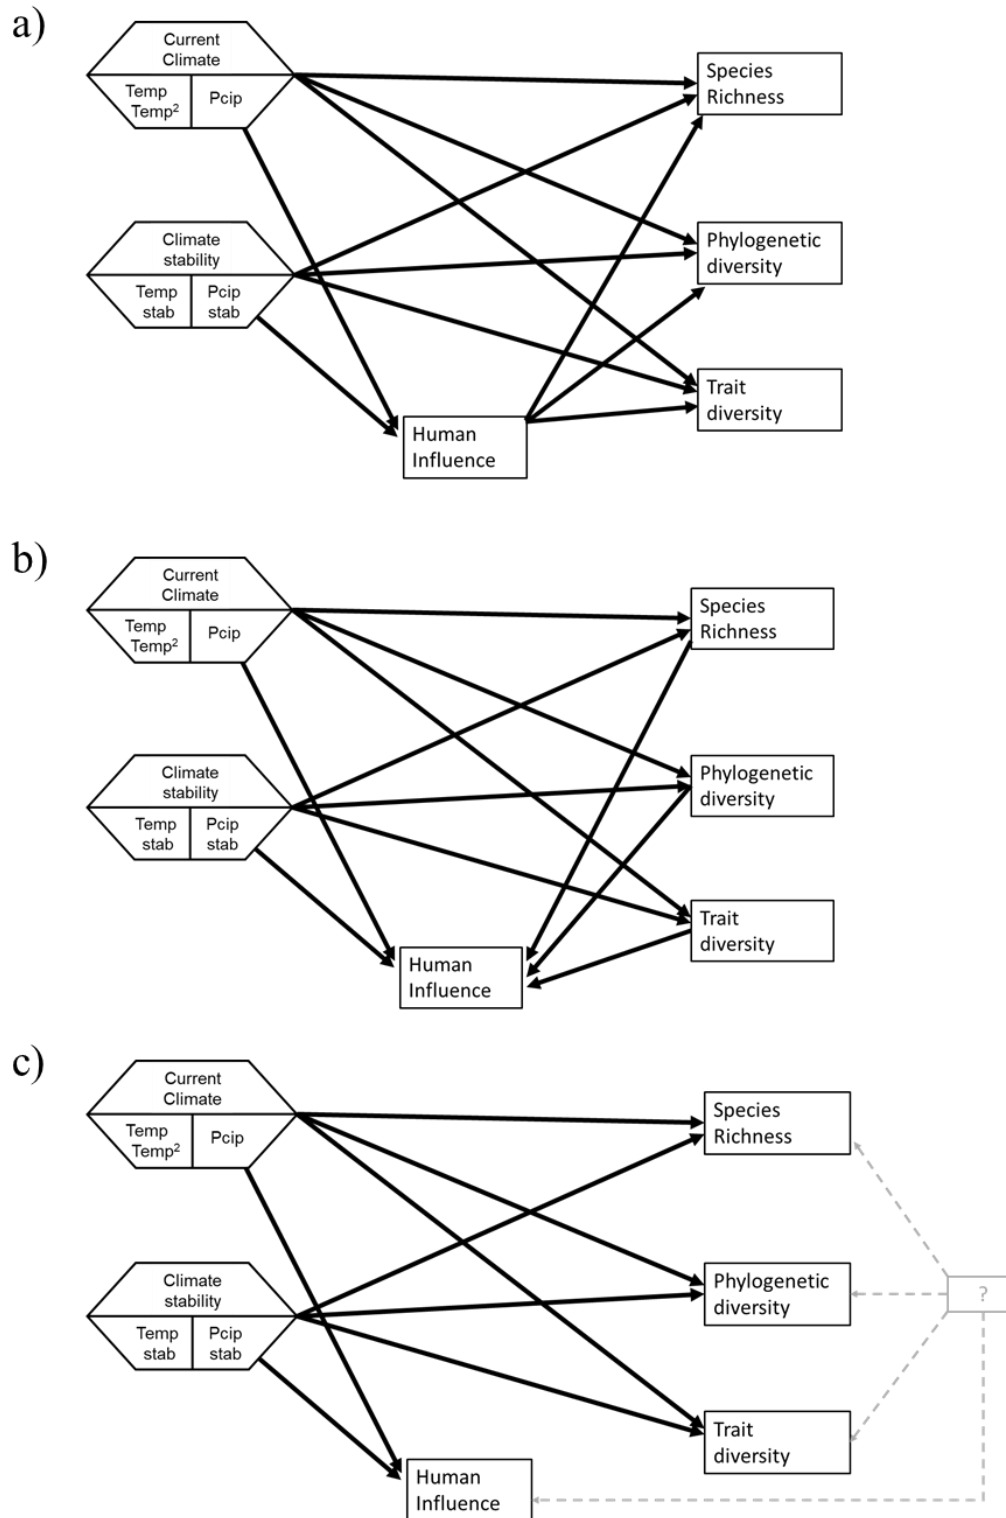 a)
Current
Climate
Temp
Temp²
Pcip
Species
Richness
Climate
stability
Temp
stab
Pcip
stab
Phylogenetic
diversity
Trait
diversity
Human
Influence
b)
Current
Climate
Temp
Temp²
Pcip
Species
Richness
Climate
stability
Temp
stab
Pcip
stab
Phylogenetic
diversity
Trait
diversity
Human
Influence
c)
Current
Climate
Temp
Temp²
Pcip
Species
Richness
Climate
stability
Temp
stab
Pcip
stab
Phylogenetic
diversity
?
Trait
diversity
Human
Influence